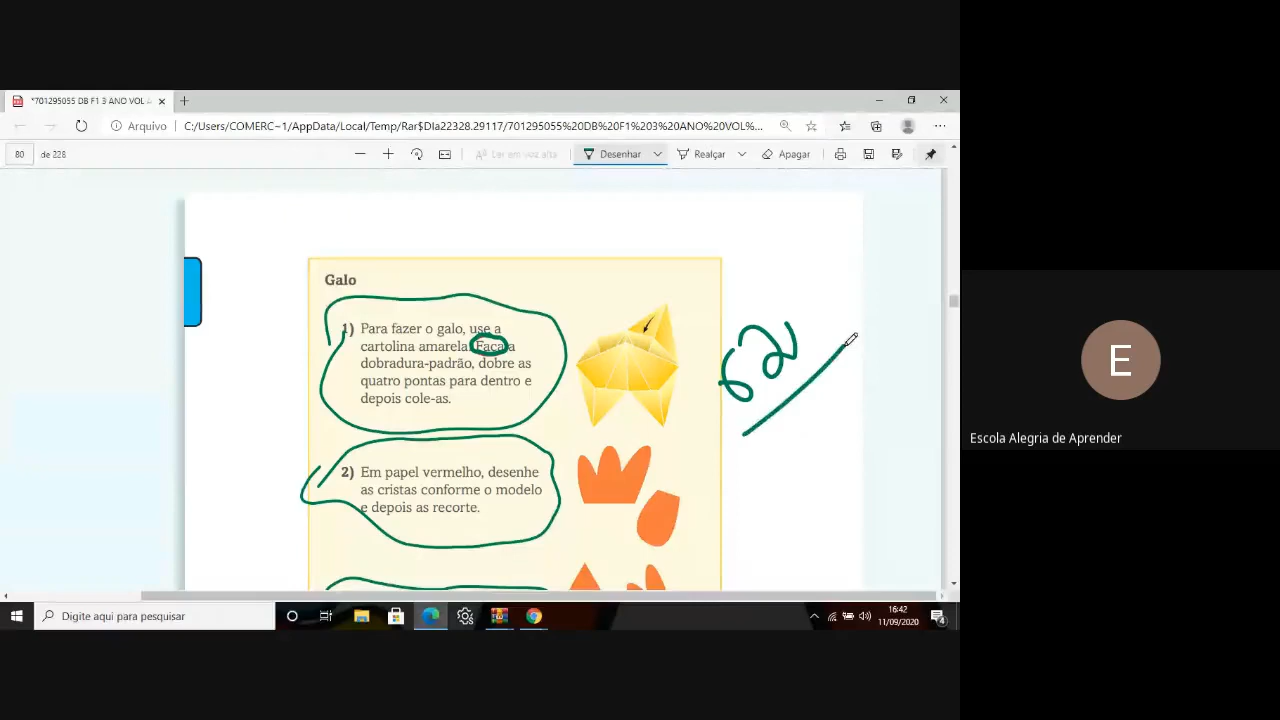 *701295055 DB F1 3 ANO VOL
Arquivo
C:/Users/COMERC~1/AppData/Local/Temp/Rar$DIa22328.29117/701295055%20DB%20F1%203%20ANO%20VOL%...
80 de 228
Ler em voz alta
Desenhar
Realçar
Apagar
Galo
1) Para fazer o galo, use a
cartolina amarela. Faça a
dobradura-padrão, dobre as
quatro pontas para dentro e
depois cole-as.
2) Em papel vermelho, desenhe
as cristas conforme o modelo
e depois as recorte.
E
Escola Alegria de Aprender
Digite aqui para pesquisar
16:42
11/09/2020
4